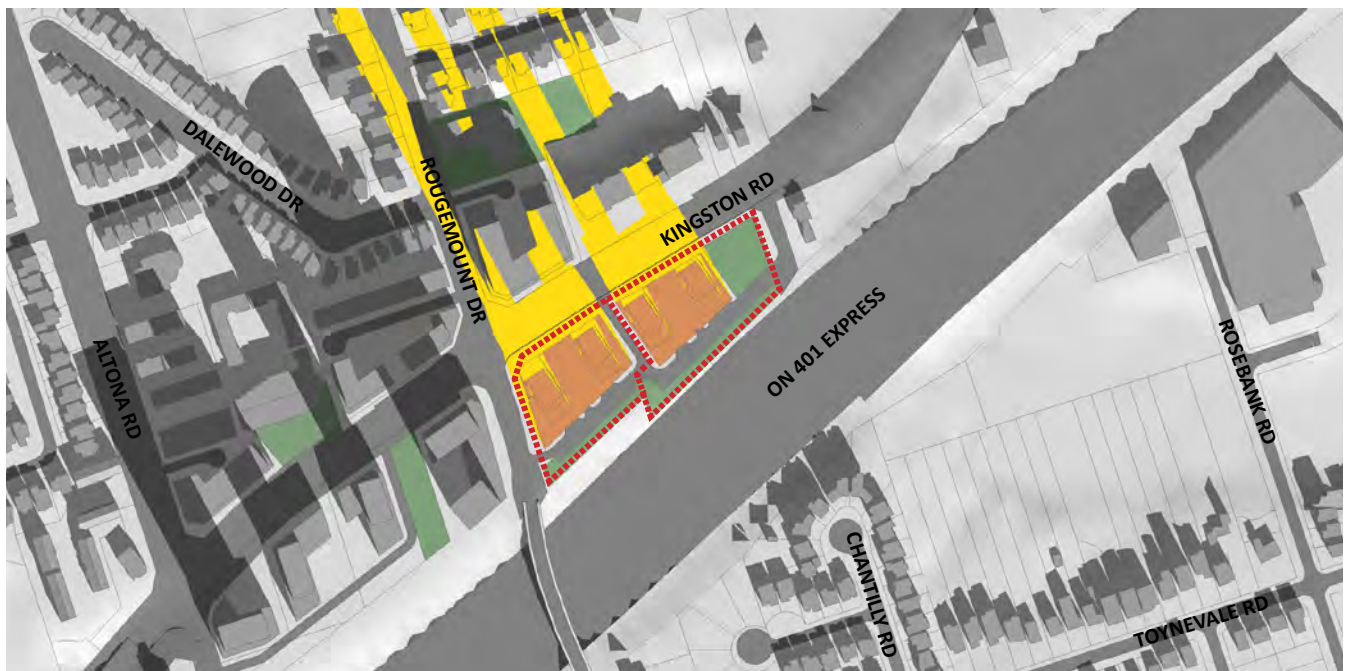 DALEWOOD DR
ROUGEMOUNT DR
KINGSTON RD
ALTONA RD
ON 401 EXPRESS
ROSEBANK RD
CHANTILLY RD
TOYNEVALE RD